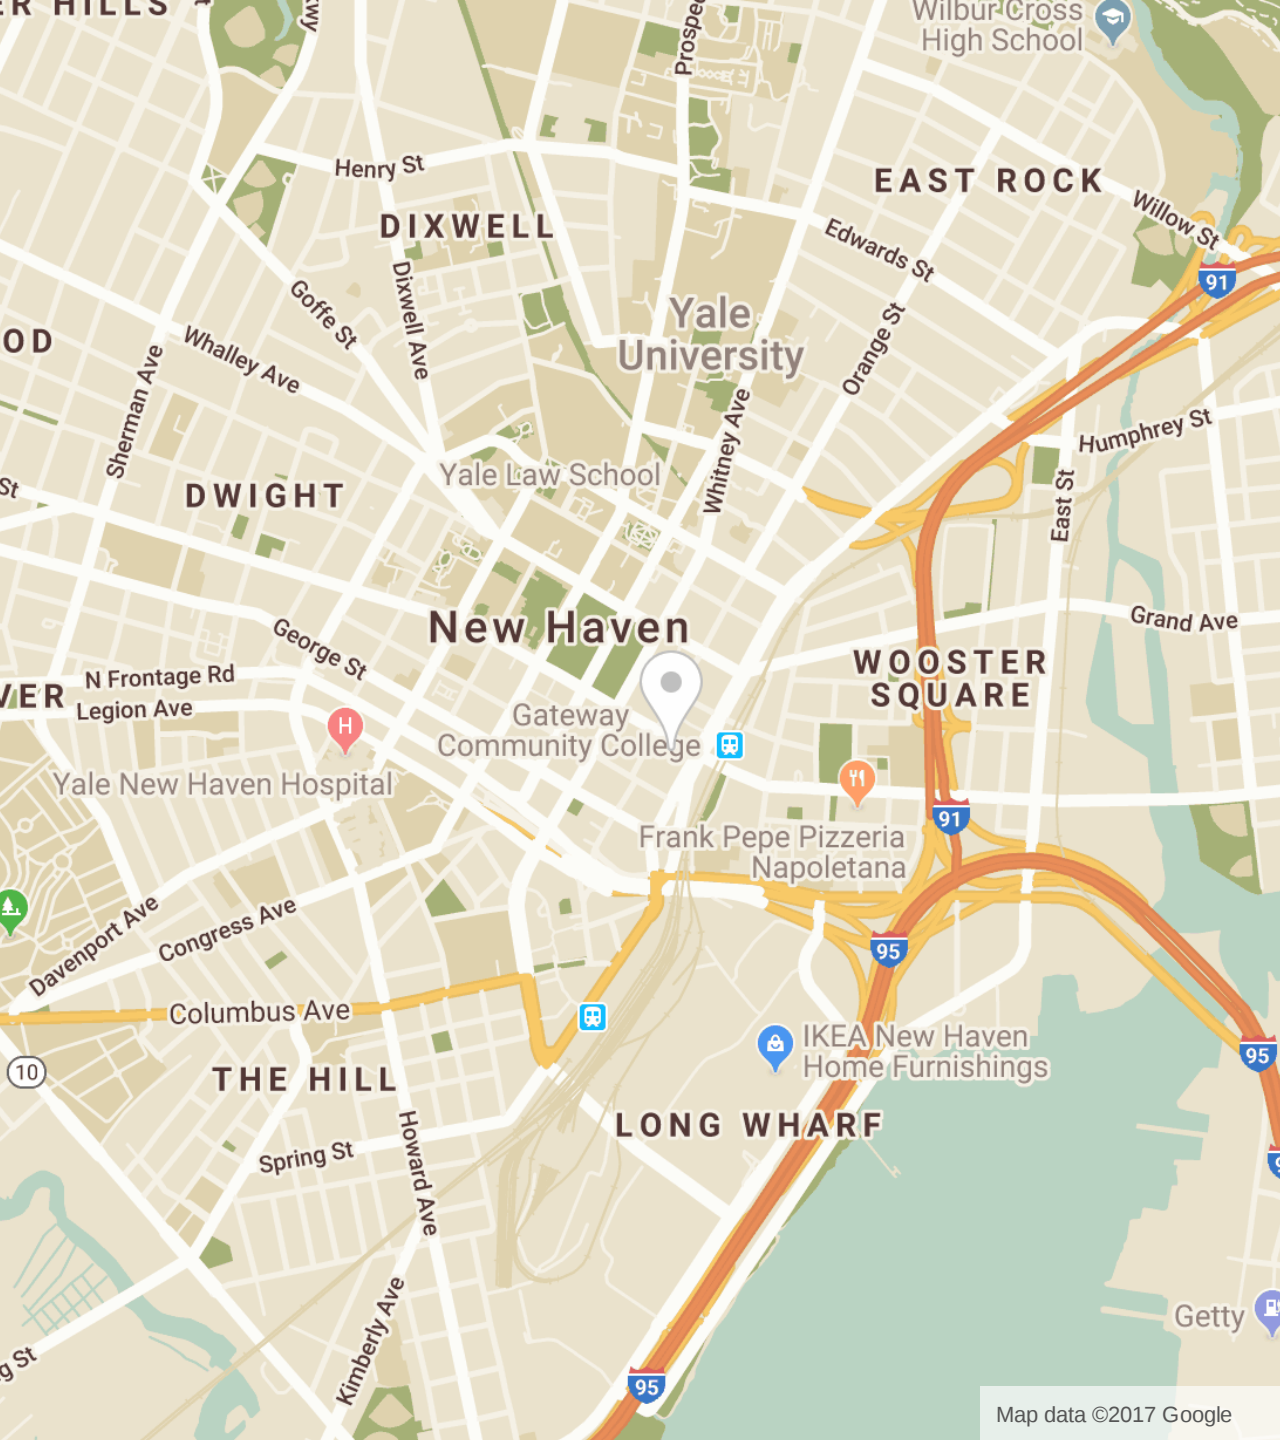 ER HILLS
Wilbur Cross
High School
Henry St
EAST ROCK
DIXWELL
Willow St
Edwards St
91
Goffe St
Dixwell Ave
Yale
University
OD
Whalley Ave
Orange St
Sherman Ave
Whitney Ave
Humphrey St
Yale Law School
St
DWIGHT
East St
New Haven
Grand Ave
George St
WOOSTER
SQUARE
N Frontage Rd
VER
Legion Ave
H
Gateway
Community College
Yale New Haven Hospital
91
Frank Pepe Pizzeria
Napoletana
Davenport Ave
Congress Ave
95
Columbus Ave
IKEA New Haven
Home Furnishings
95
10
THE HILL
LONG WHARF
Howard Ave
Spring St
Kimberly Ave
Getty
g St
95
Map data ©2017 Google